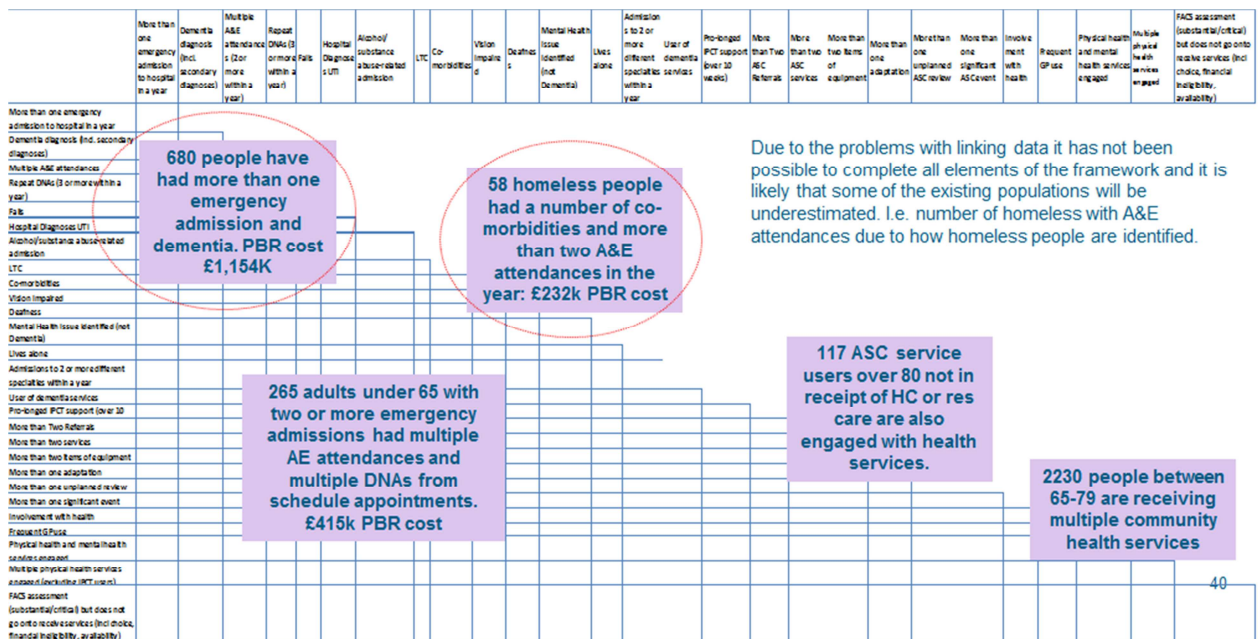 More than one emergency admission to hospital in a year
Dementia diagnosis (incl. secondary diagnoses)
Multiple A&E attendances (2 or more within a year)
Repeat DNAs (3 or more within a year)
Falls
Hospital Diagnoses UTI
Alcohol/ substance abuse-related admission
LTC
Co-morbidities
Vision Impaired
Deafness
Mental Health Issue Identified (not Dementia)
Lives alone
Admissions to 2 or more different specialties within a year
User of dementia services
Pro-longed IPCT support (over 10 weeks)
More than Two ASC Referrals
More than two ASC services
More than two items of equipment
More than one adaptation
More than one unplanned ASC review
More than one significant ASC event
Involvement with health
Frequent GP use
Physical health and mental health services engaged
Multiple physical health services engaged
FACS assessment (substantial/critical) but does not go onto receive services (incl choice, financial ineligibility, availability)
More than one emergency
admission to hospital in a year
Dementia diagnosis (incl. secondary
diagnoses)
Multiple A&E attendances
Repeat DNAs (3 or more within a
year)
Falls
Hospital Diagnoses UTI
Alcohol/substance abuse-related
admission
LTC
Co-morbidities
Vision Impaired
Deafness
Mental Health Issue Identified (not
Dementia)
Lives alone
Admissions to 2 or more different
specialties within a year
User of dementia services
Pro-longed IPCT support (over 10
More than Two Referrals
More than two services
More than two items of equipment
More than one adaptation
More than one unplanned review
More than one significant event
Involvement with health
Frequent GP use
Physical health and mental health
services engaged
Multiple physical health services
engaged (excluding IPCT users)
FACS assessment
(substantial/critical) but does not
go onto receive services (incl choice,
financial ineligibility, availability)
680 people have
had more than one
emergency
admission and
dementia. PBR cost
£1,154K
58 homeless people
had a number of co-
morbidities and more
than two A&E
attendances in the
year: £232k PBR cost
Due to the problems with linking data it has not been
possible to complete all elements of the framework and it is
likely that some of the existing populations will be
underestimated. I.e. number of homeless with A&E
attendances due to how homeless people are identified.
265 adults under 65 with
two or more emergency
admissions had multiple
AE attendances and
multiple DNAs from
schedule appointments.
£415k PBR cost
117 ASC service
users over 80 not in
receipt of HC or res
care are also
engaged with health
services.
2230 people between
65-79 are receiving
multiple community
health services
40